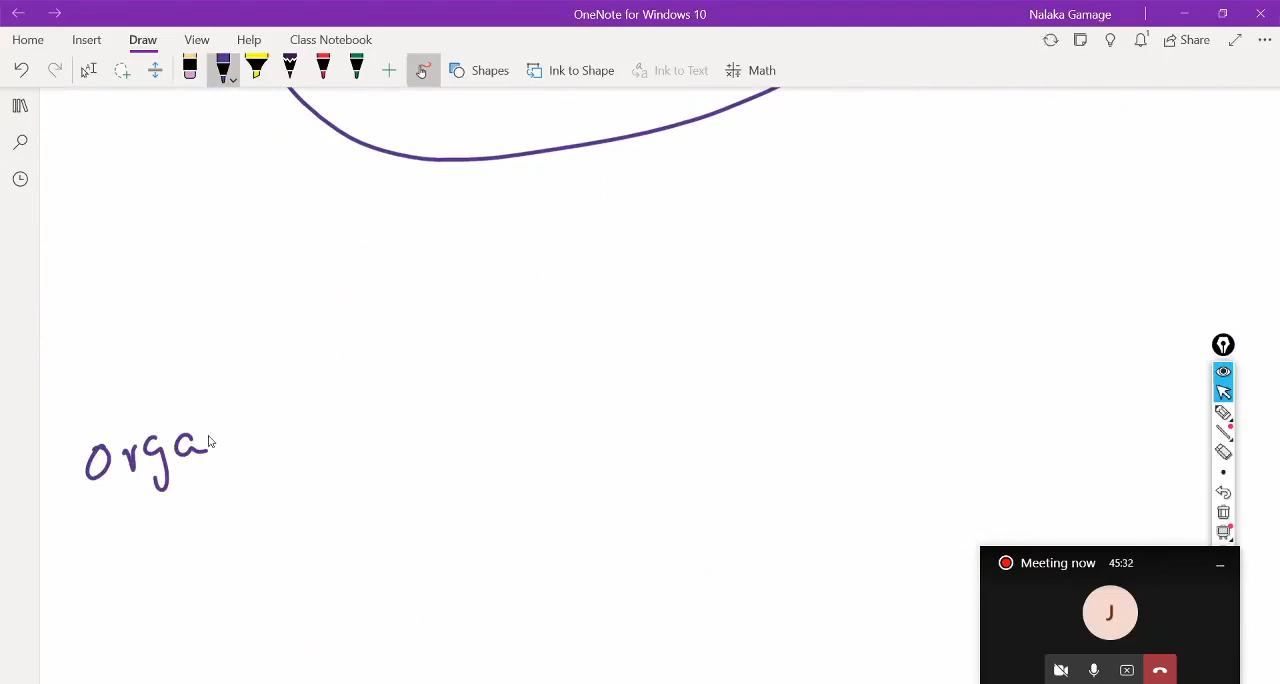 OneNote for Windows 10
Nalaka Gamage
Home Insert Draw View Help Class Notebook
Share
Shapes Ink to Shape Ink to Text Math
orga
Meeting now 45:32
J